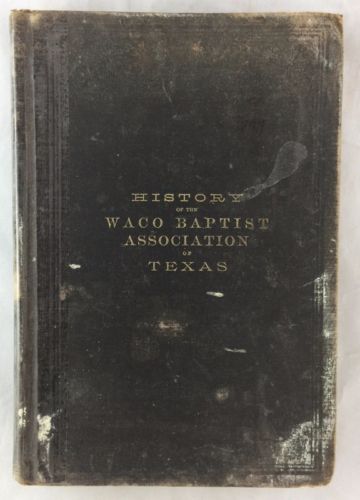 HISTORY
OF THE
WACO BAPTIST
ASSOCIATION
OF
TEXAS